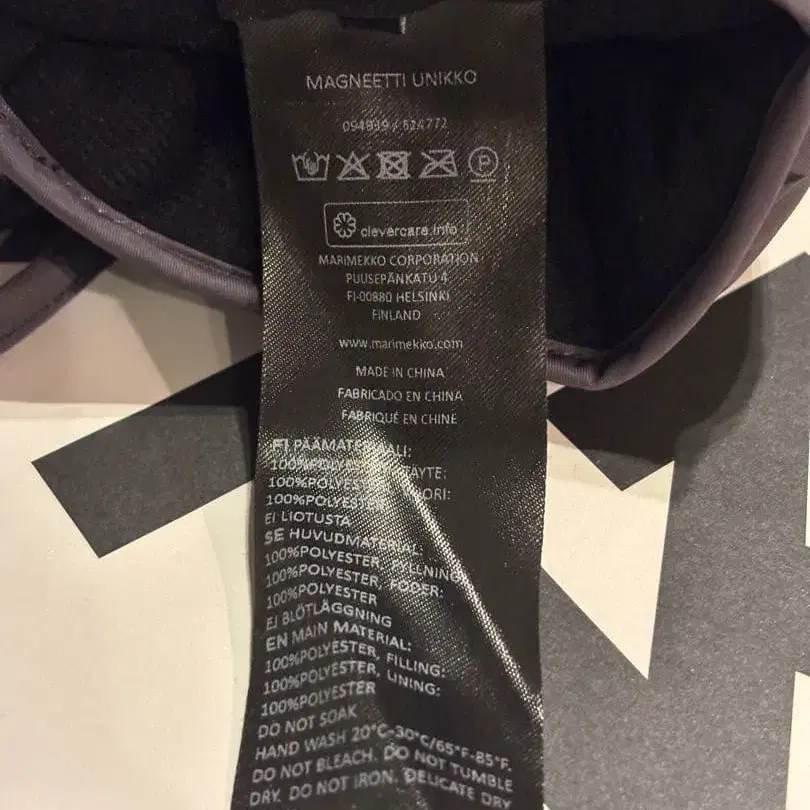 MAGNEETTI UNIKKO
094939 / 624772
P
clevercare.info
MARIMEKKO CORPORATION
PUUSEPÄNKATU 4
FI-00880 HELSINKI
FINLAND
www.marimekko.com
MADE IN CHINA
FABRICADO EN CHINA
FABRIQUÉ EN CHINE
FI PÄÄMATERIAALI:
100%POLYESTERI, TÄYTE:
100%POLYESTERI, VUORI:
100%POLYESTERI
EI LIOTUSTA
SE HUVUDMATERIAL:
100%POLYESTER, FYLLNING:
100%POLYESTER, FODER:
100%POLYESTER
EJ BLÖTLÄGGNING
EN MAIN MATERIAL:
100%POLYESTER, FILLING:
100%POLYESTER, LINING:
100%POLYESTER
DO NOT SOAK
HAND WASH 20°C-30°C/65°F-85°F.
DO NOT BLEACH. DO NOT TUMBLE
DRY. DO NOT IRON. DELICATE DRY